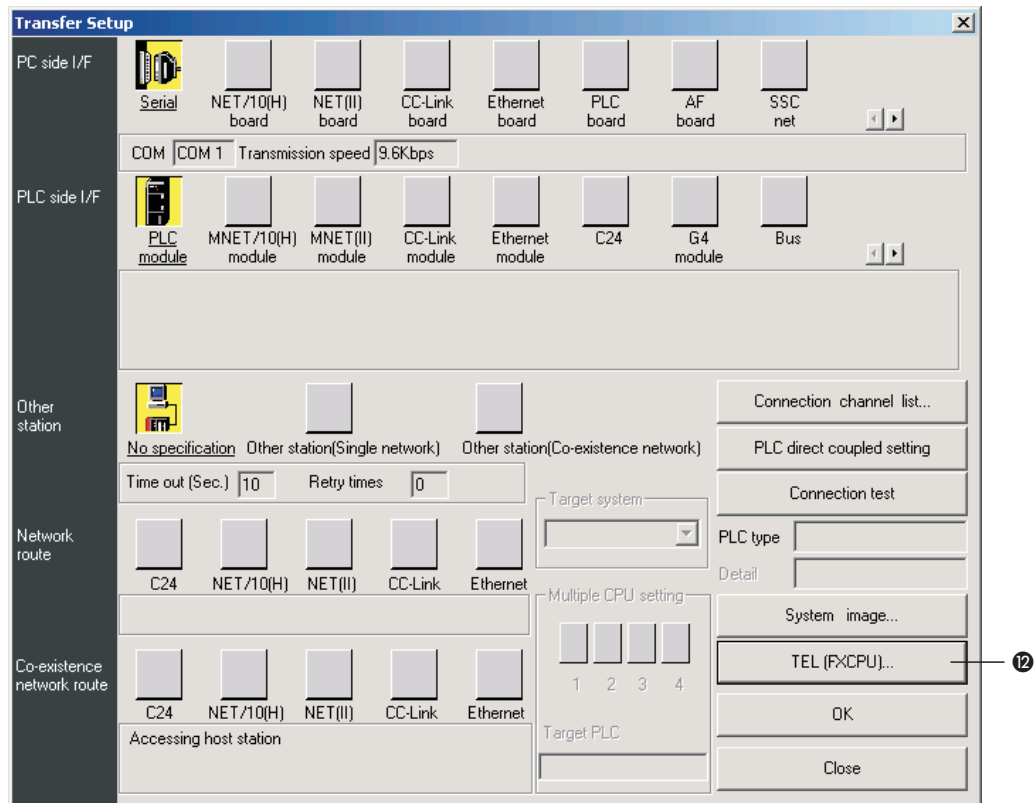 Transfer Setup
PC side I/F
Serial
NET/10(H) board
NET(II) board
CC-Link board
Ethernet board
PLC board
AF board
SSC net
COM COM 1 Transmission speed 9.6Kbps
PLC side I/F
PLC module
MNET/10(H) module
MNET(II) module
CC-Link module
Ethernet module
C24
G4 module
Bus
Other station
No specification Other station(Single network) Other station(Co-existence network)
Time out (Sec.) 10 Retry times 0
Connection channel list...
PLC direct coupled setting
Connection test
Target system
PLC type
Detail
Network route
C24 NET/10(H) NET(II) CC-Link Ethernet
Multiple CPU setting
1 2 3 4
Target PLC
System image...
TEL (FXCPU)...
⓬
OK
Close
Co-existence network route
C24 NET/10(H) NET(II) CC-Link Ethernet
Accessing host station